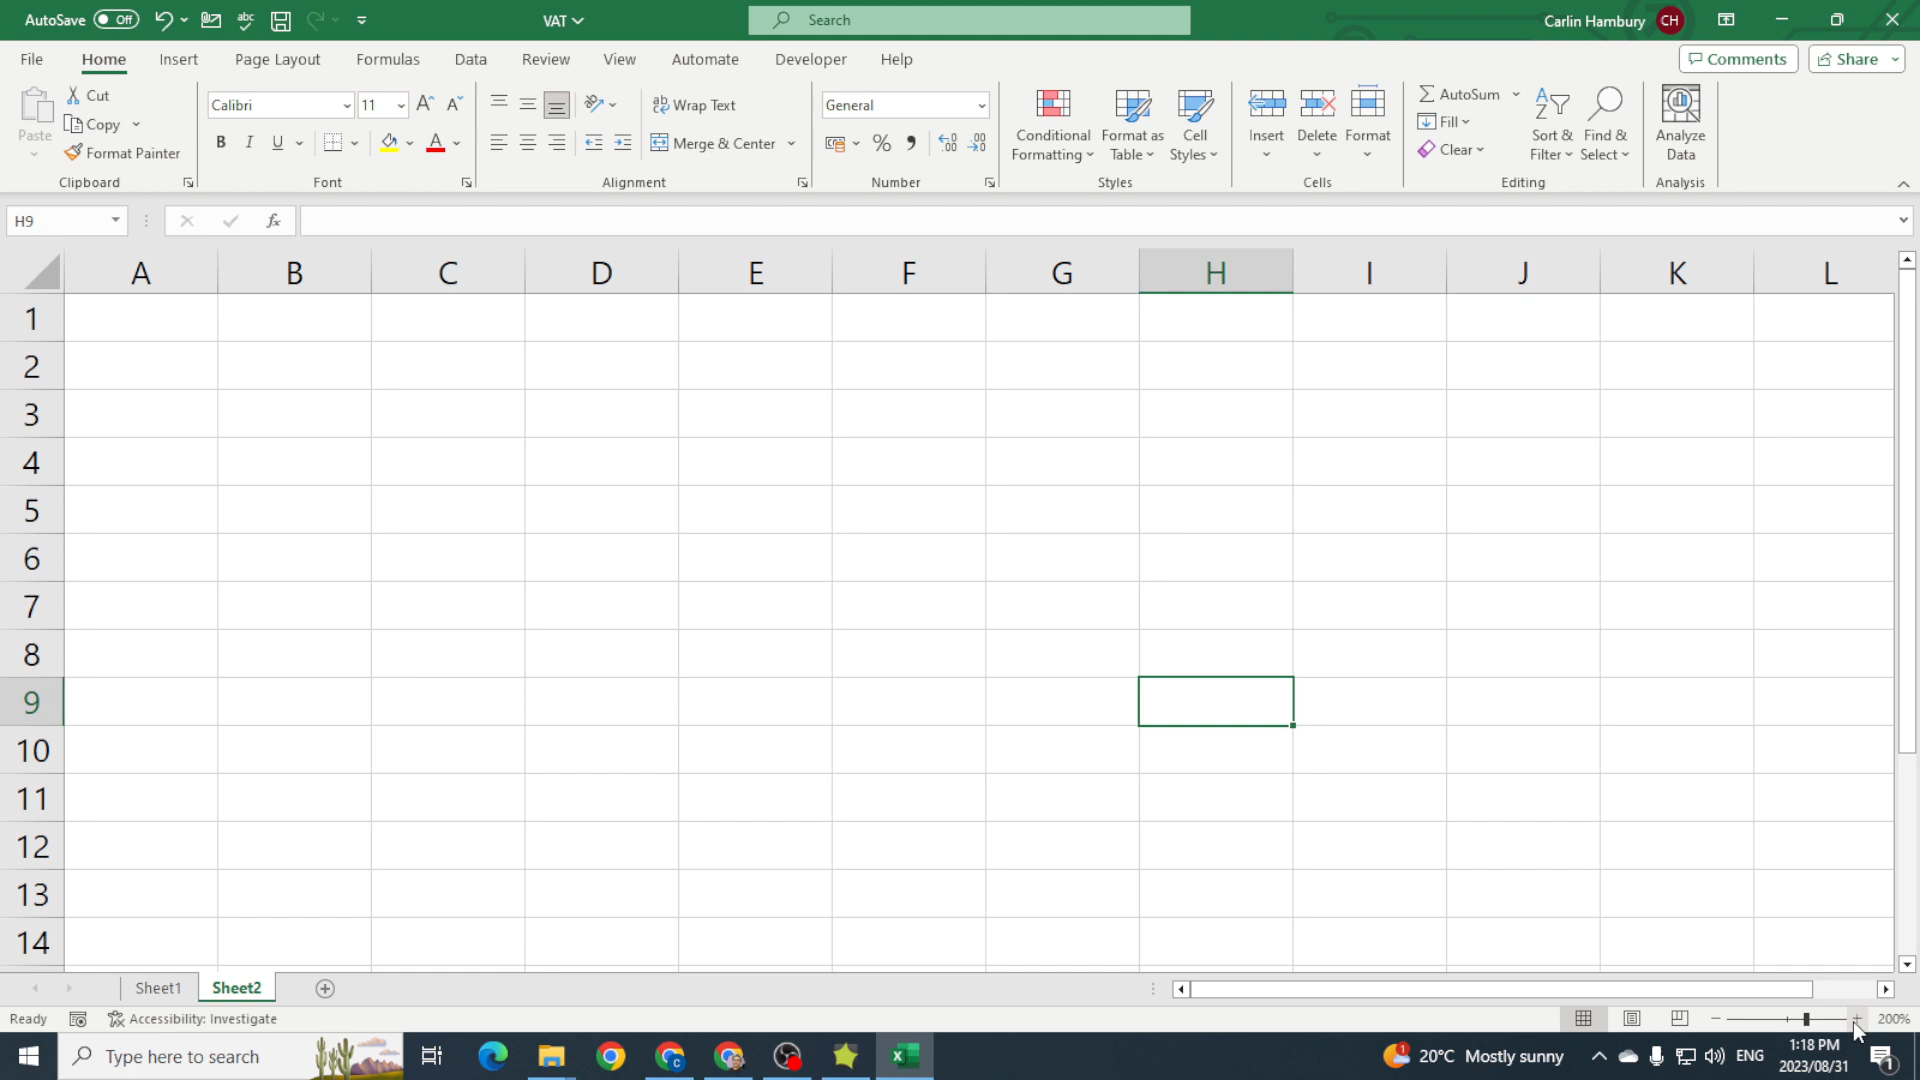 AutoSave Off VAT Search Carlin Hambury CH
File Home Insert Page Layout Formulas Data Review View Automate Developer Help Comments Share
Paste Cut Copy Format Painter Clipboard
Calibri 11 B I U Font
Wrap Text Merge & Center Alignment
General % Number
Conditional Formatting Format as Table Cell Styles Styles
Insert Delete Format Cells
AutoSum Fill Clear Sort & Filter Find & Select Editing
Analyze Data Analysis
H9 fx
A B C D E F G H I J K L
1
2
3
4
5
6
7
8
9
10
11
12
13
14
Sheet1 Sheet2
Ready Accessibility: Investigate 200%
Type here to search 20°C Mostly sunny ENG 1:18 PM
2023/08/31